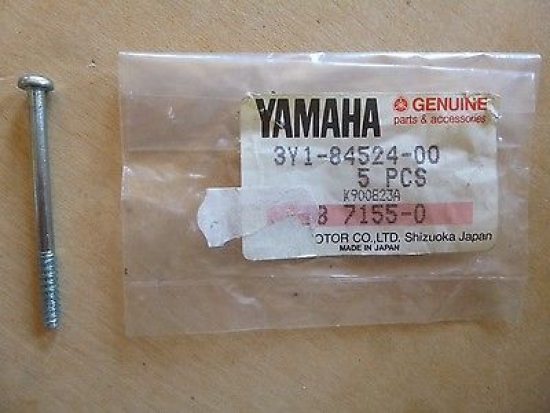 YAMAHA
GENUINE
parts & accessories
3Y1-84524-00
5 PCS
K900823A
7155-0
OTOR CO.,LTD. Shizuoka Japan
MADE IN JAPAN